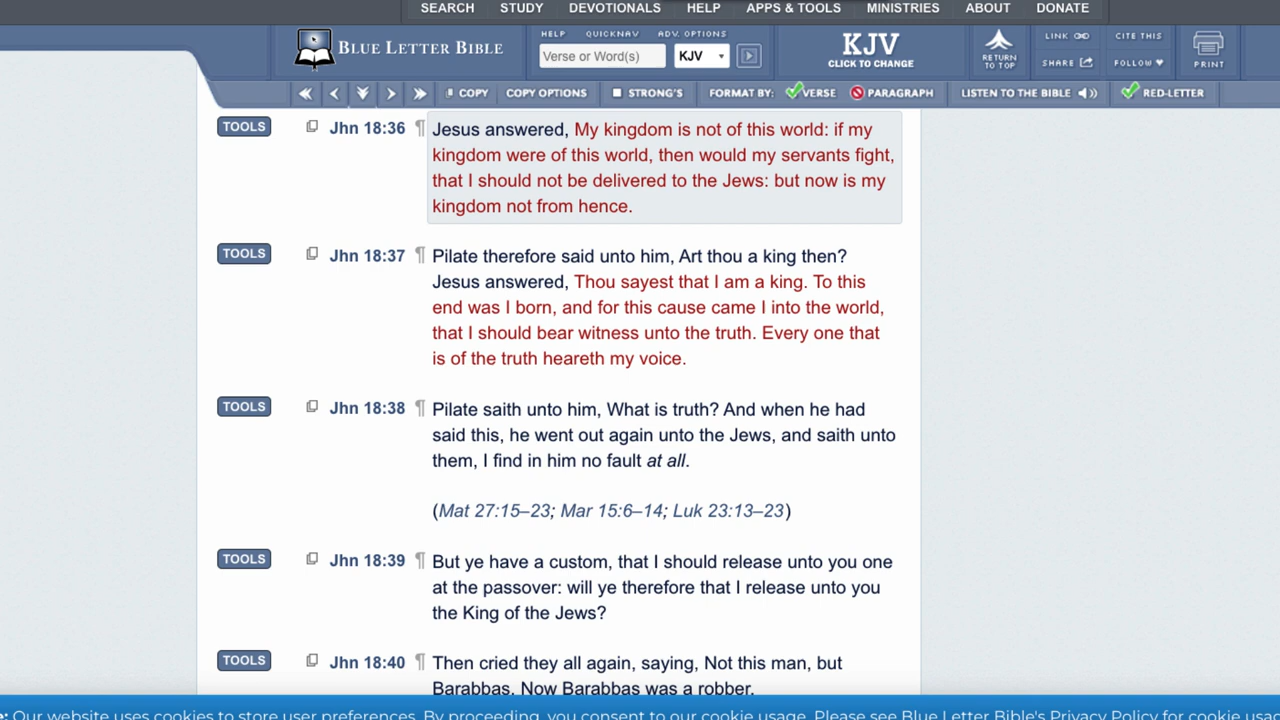 SEARCH STUDY DEVOTIONALS HELP APPS & TOOLS MINISTRIES ABOUT DONATE
BLUE LETTER BIBLE
HELP QUICKNAV ADV. OPTIONS
Verse or Word(s) KJV
KJV
CLICK TO CHANGE
RETURN
TO TOP
LINK CITE THIS
SHARE FOLLOW
PRINT
COPY COPY OPTIONS STRONG'S FORMAT BY: VERSE PARAGRAPH LISTEN TO THE BIBLE RED-LETTER
TOOLS Jhn 18:36 ¶ Jesus answered, My kingdom is not of this world: if my
kingdom were of this world, then would my servants fight,
that I should not be delivered to the Jews: but now is my
kingdom not from hence.
TOOLS Jhn 18:37 ¶ Pilate therefore said unto him, Art thou a king then?
Jesus answered, Thou sayest that I am a king. To this
end was I born, and for this cause came I into the world,
that I should bear witness unto the truth. Every one that
is of the truth heareth my voice.
TOOLS Jhn 18:38 ¶ Pilate saith unto him, What is truth? And when he had
said this, he went out again unto the Jews, and saith unto
them, I find in him no fault at all.
(Mat 27:15–23; Mar 15:6–14; Luk 23:13–23)
TOOLS Jhn 18:39 ¶ But ye have a custom, that I should release unto you one
at the passover: will ye therefore that I release unto you
the King of the Jews?
TOOLS Jhn 18:40 ¶ Then cried they all again, saying, Not this man, but
Barabbas. Now Barabbas was a robber.
Our website uses cookies to store user preferences. By proceeding, you consent to our cookie usage. Please see Blue Letter Bible's Privacy Policy for cookie